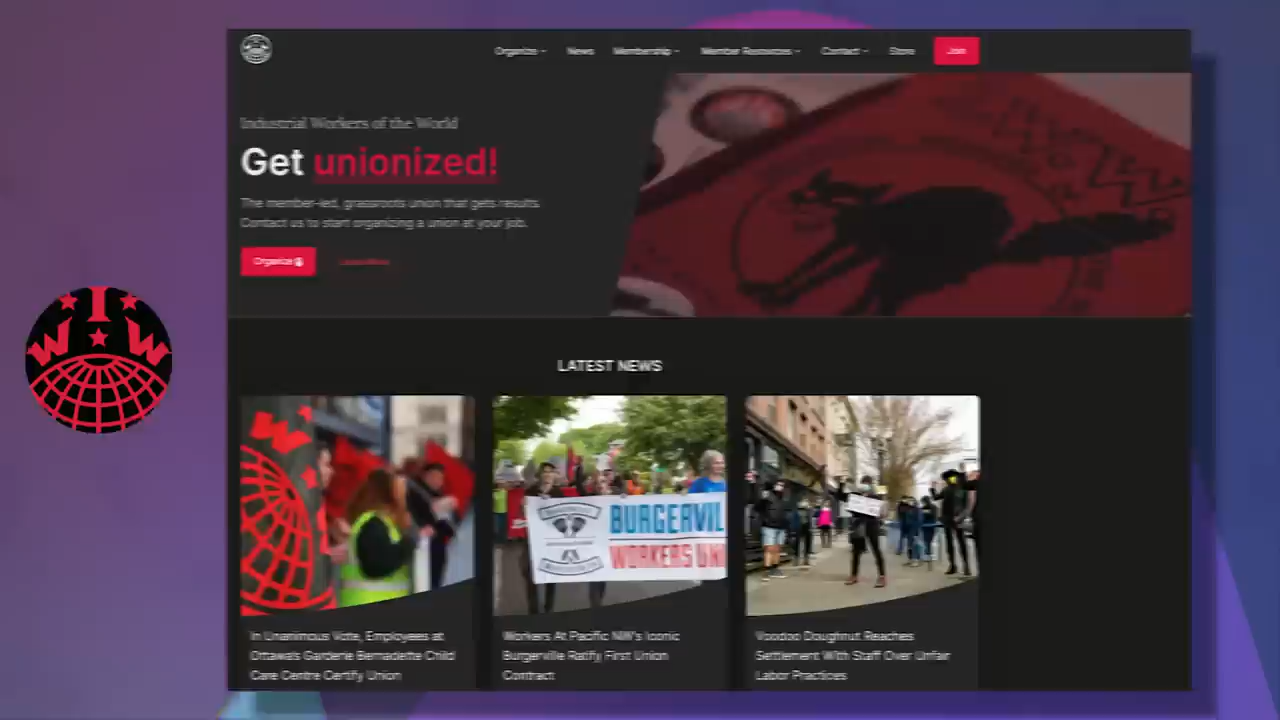 Organize
News
Membership
Member Resources
Contact
Store
Join
Industrial Workers of the World
Get unionized!
The member-led, grassroots union that gets results.
Contact us to start organizing a union at your job.
Organize
I
W W
LATEST NEWS
W
BURGERVIL
WORKERS UN
In Unanimous Vote, Employees at
Ottawa's Garderie Bernadette Child
Care Centre Certify Union
Workers At Pacific NW's Iconic
Burgerville Ratify First Union
Contract
Voodoo Doughnut Reaches
Settlement With Staff Over Unfair
Labor Practices